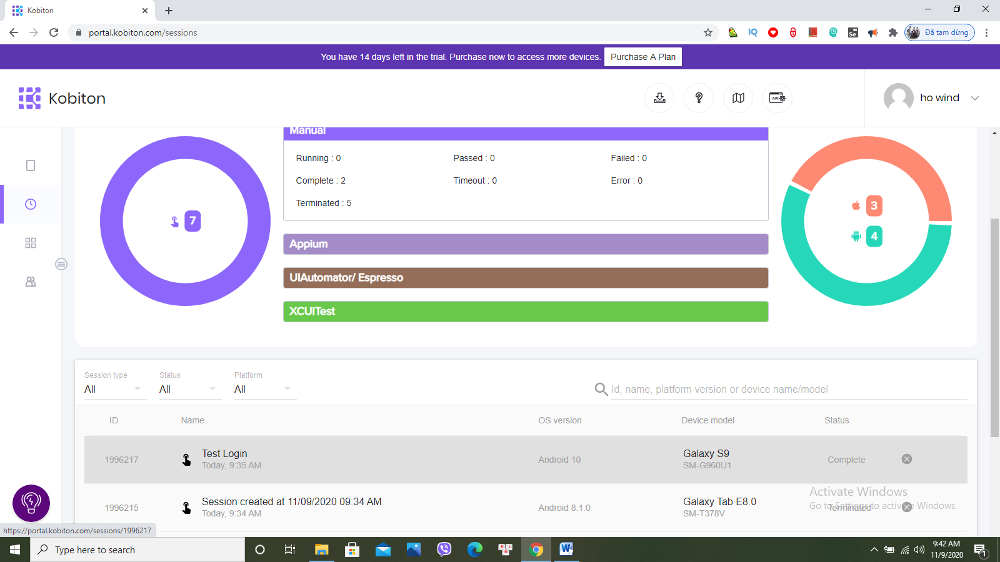 Kobiton
portal.kobiton.com/sessions
IQ
Se
Đã tạm dừng
You have 14 days left in the trial. Purchase now to access more devices. Purchase A Plan
Kobiton
API
ho wind
Manual
Running : 0 Passed : 0 Failed : 0
Complete : 2 Timeout : 0 Error : 0
Terminated : 5
7
3
4
Appium
UIAutomator/ Espresso
XCUITest
Session type Status Platform
All All All Id, name, platform version or device name/model
ID Name OS version Device model Status
Test Login Galaxy S9
1996217 Android 10 Complete
Today, 9:35 AM SM-G960U1
Session created at 11/09/2020 09:34 AM Galaxy Tab E8.0
1996215 Android 8.1.0 Terminated
Today, 9:34 AM SM-T378V
Activate Windows
Go to Settings to activate Windows.
https://portal.kobiton.com/sessions/1996217
Type here to search
9:42 AM
11/9/2020
1